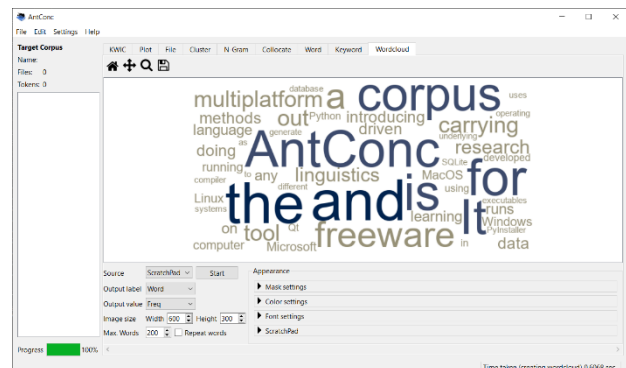 AntConc
File Edit Settings Help
Target Corpus
Name:
Files: 0
Tokens: 0
KWIC Plot File Cluster N-Gram Collocate Word Keyword Wordcloud
database
multiplatform a corpus uses
methods out Python introducing operating
language generate driven carrying
underlying
doing as AntConc research
running to any linguistics SQLite developed
compiler different MacOS using for
Linux the and is executables
systems learning It runs
on tool Qt freeware Windows
PyInstaller
computer Microsoft in data
Source ScratchPad Start
Output label Word
Output value Freq
Image size Width 600 Height 300
Max. Words 200 Repeat words
Appearance
Mask settings
Color settings
Font settings
ScratchPad
Progress 100%
Time taken (creating wordcloud) 0.6068 sec